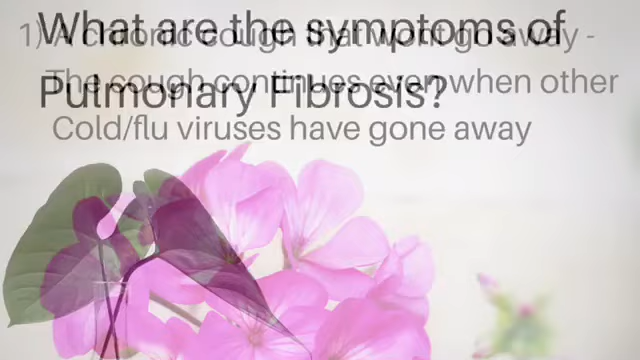 What are the symptoms of
Pulmonary Fibrosis?
1) A chronic cough that wont go away -
The cough continues even when other
Cold/flu viruses have gone away